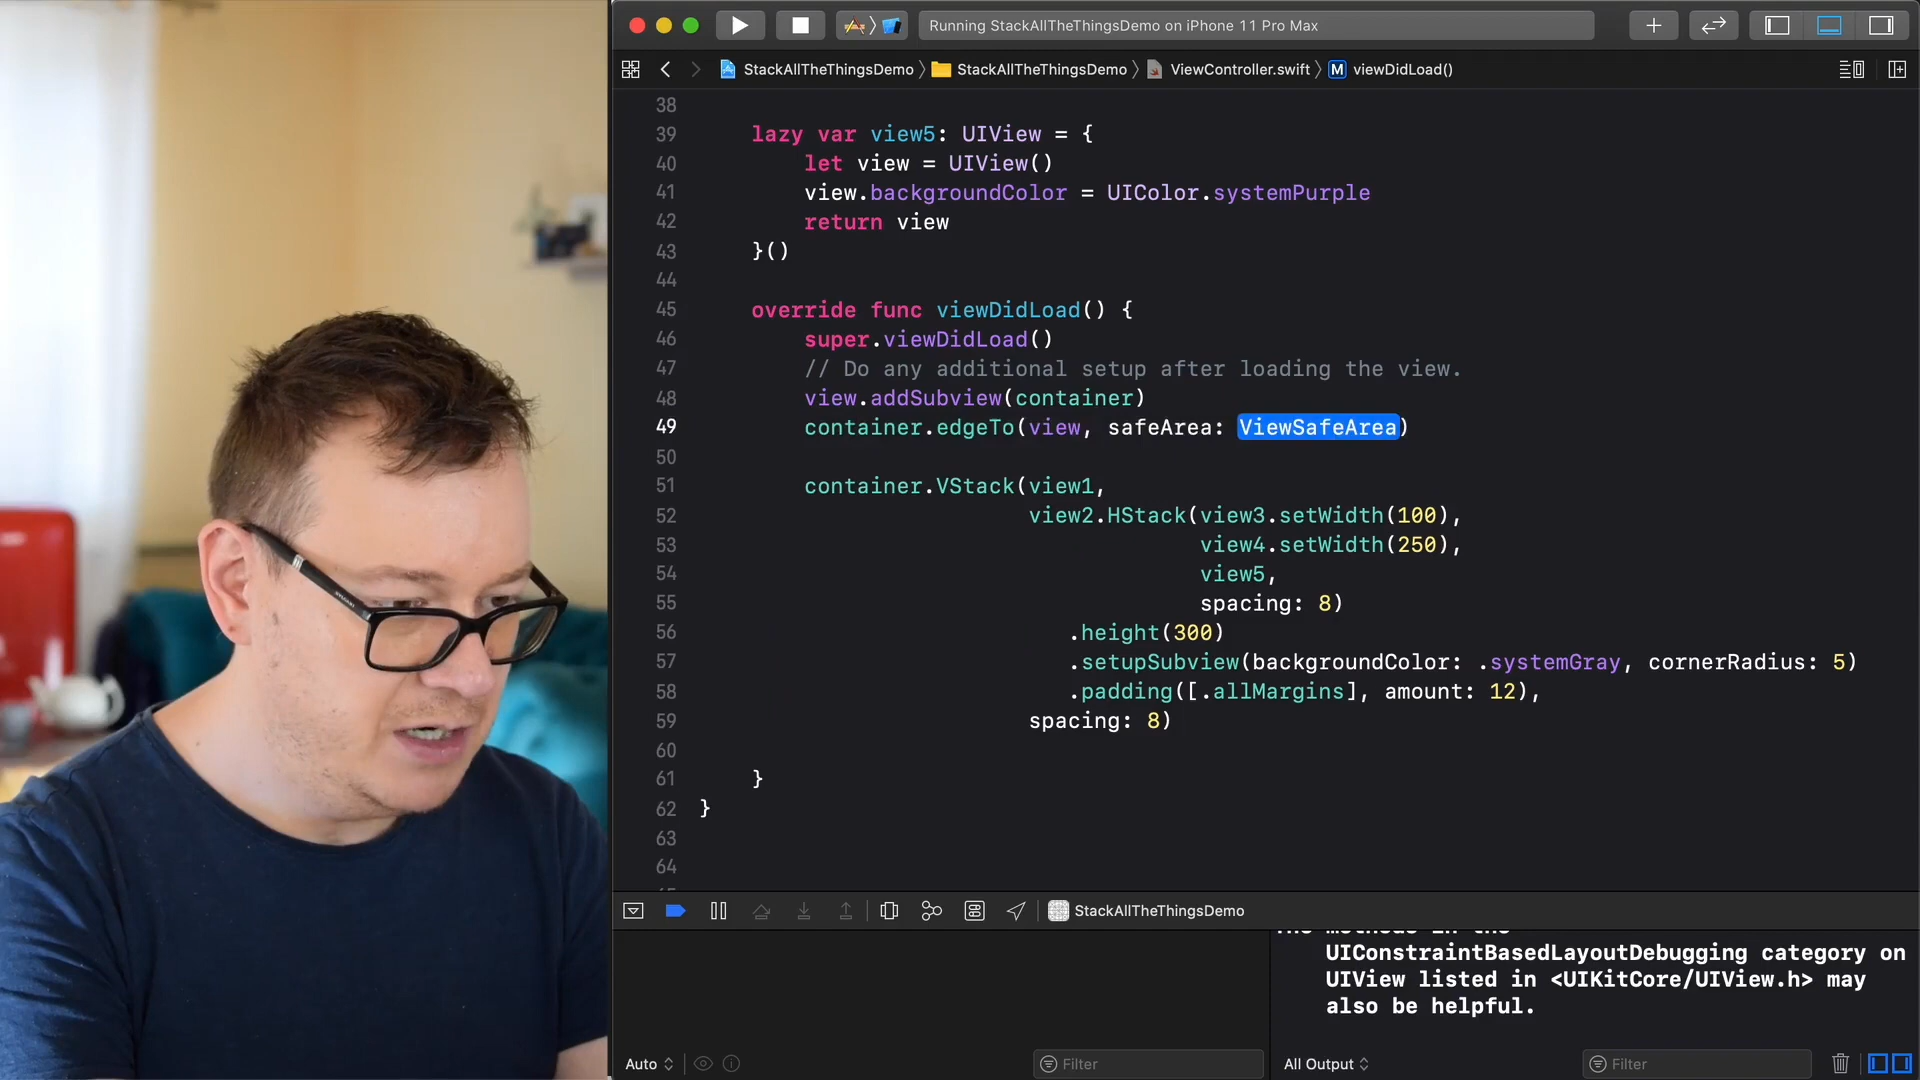 Running StackAllTheThingsDemo on iPhone 11 Pro Max
StackAllTheThingsDemo
StackAllTheThingsDemo
ViewController.swift
M viewDidLoad()
38
39 lazy var view5: UIView = {
40 let view = UIView()
41 view.backgroundColor = UIColor.systemPurple
42 return view
43 }()
44
45 override func viewDidLoad() {
46 super.viewDidLoad()
47 // Do any additional setup after loading the view.
48 view.addSubview(container)
49 container.edgeTo(view, safeArea: ViewSafeArea)
50
51 container.VStack(view1,
52 view2.HStack(view3.setWidth(100),
53 view4.setWidth(250),
54 view5,
55 spacing: 8)
56 .height(300)
57 .setupSubview(backgroundColor: .systemGray, cornerRadius: 5)
58 .padding([.allMargins], amount: 12),
59 spacing: 8)
60
61 }
62 }
63
64
StackAllTheThingsDemo
The methods in the
UIConstraintBasedLayoutDebugging category on
UIView listed in <UIKitCore/UIView.h> may
also be helpful.
Auto
Filter
All Output
Filter